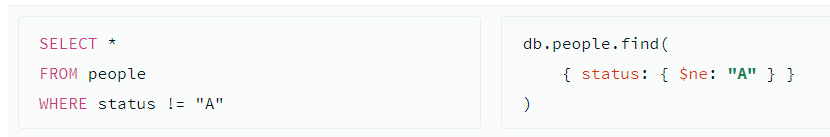 SELECT *
FROM people
WHERE status != "A"
db.people.find(
    { status: { $ne: "A" } }
)